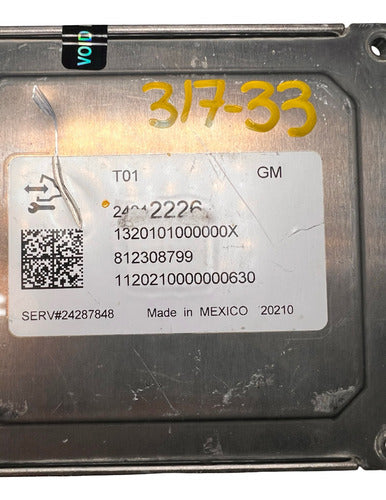 VOID
317-33
T01 GM
2226
1320101000000X
812308799
1120210000000630
SERV#24287848 Made in MEXICO 20210